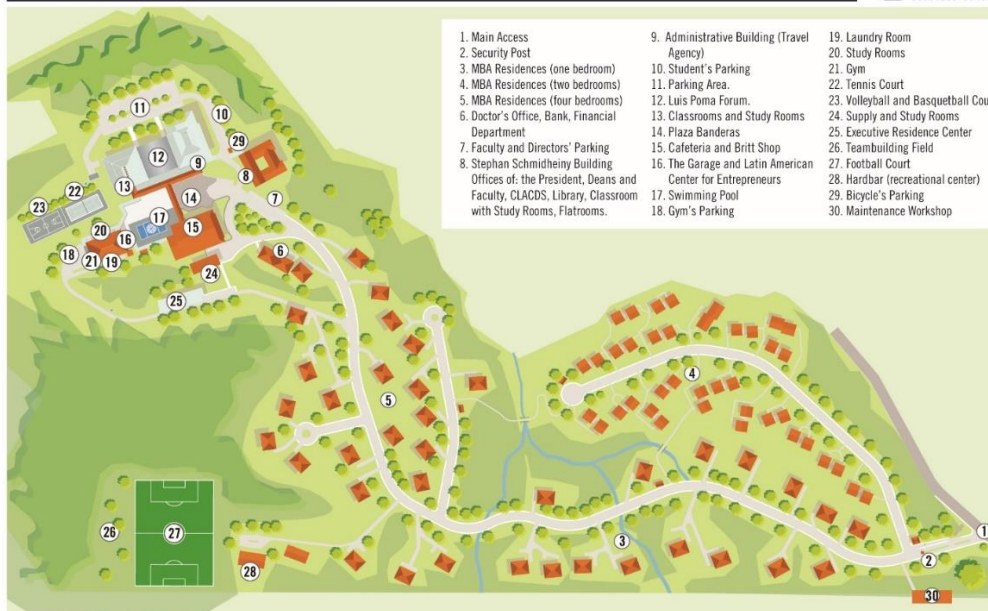 1. Main Access
2. Security Post
3. MBA Residences (one bedroom)
4. MBA Residences (two bedrooms)
5. MBA Residences (four bedrooms)
6. Doctor's Office, Bank, Financial
Department
7. Faculty and Directors' Parking
8. Stephan Schmidheiny Building
Offices of: the President, Deans and
Faculty, CLACDS, Library, Classroom
with Study Rooms, Flatrooms.
9. Administrative Building (Travel
Agency)
10. Student's Parking
11. Parking Area.
12. Luis Poma Forum.
13. Classrooms and Study Rooms
14. Plaza Banderas
15. Cafeteria and Britt Shop
16. The Garage and Latin American
Center for Entrepreneurs
17. Swimming Pool
18. Gym's Parking
19. Laundry Room
20. Study Rooms
21. Gym
22. Tennis Court
23. Volleyball and Basquetball Cou
24. Supply and Study Rooms
25. Executive Residence Center
26. Teambuilding Field
27. Football Court
28. Hardbar (recreational center)
29. Bicycle's Parking
30. Maintenance Workshop
11
10
29
12
9
8
13
22
14
7
23
17
15
20
16
18
21
19
6
24
25
4
5
26
27
3
1
2
28
30